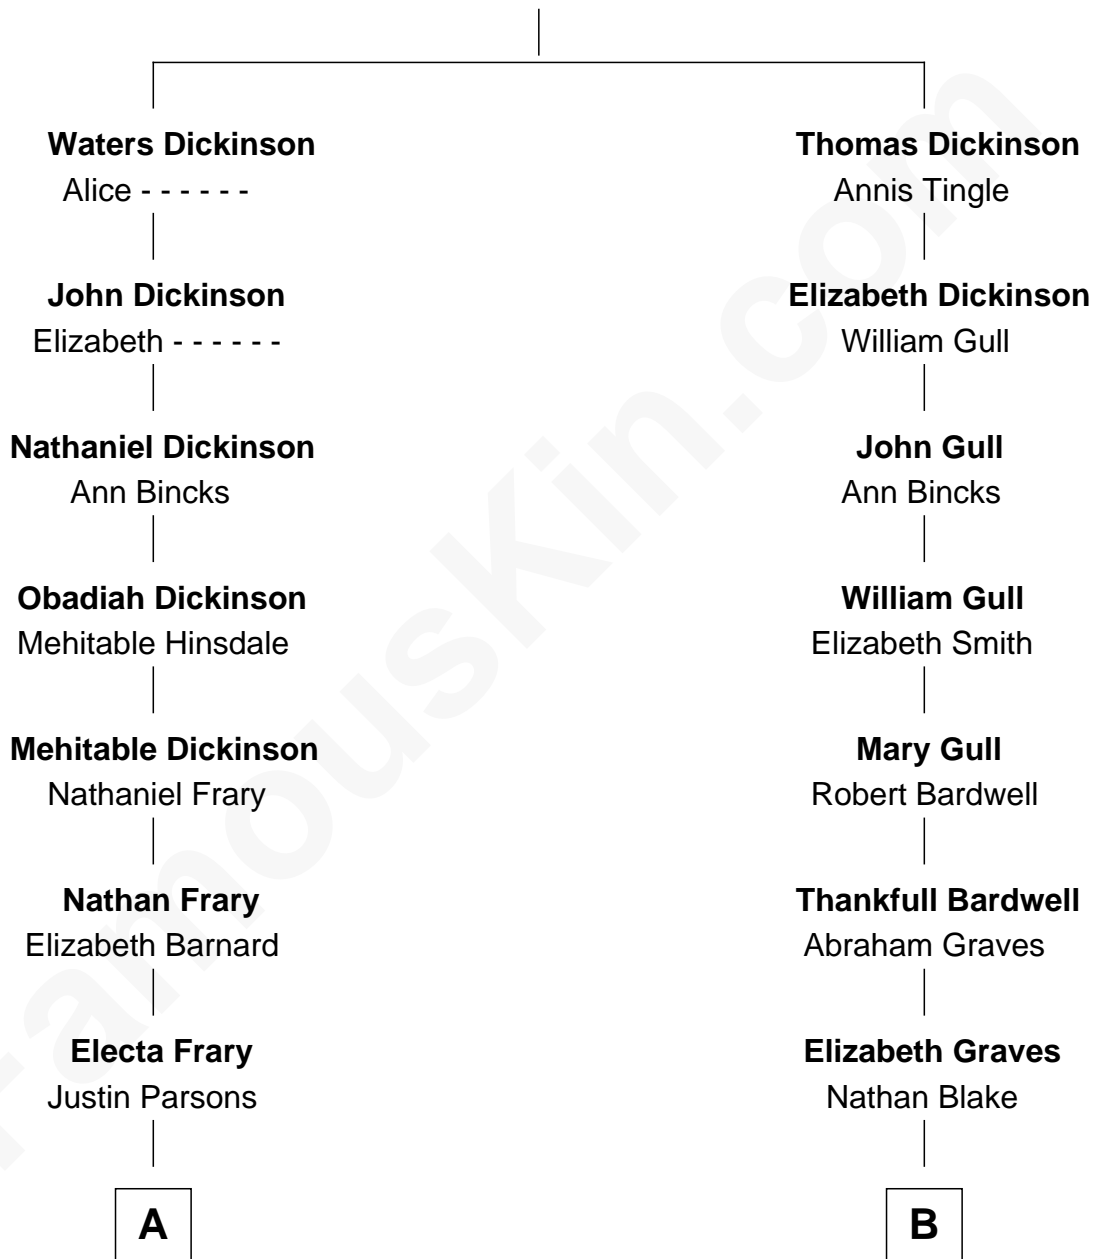 Waters Dickinson
Alice - - - - - -
John Dickinson
Elizabeth - - - - - -
Nathaniel Dickinson
Ann Bincks
Obadiah Dickinson
Mehitable Hinsdale
Mehitable Dickinson
Nathaniel Frary
Nathan Frary
Elizabeth Barnard
Electa Frary
Justin Parsons
A
Thomas Dickinson
Annis Tingle
Elizabeth Dickinson
William Gull
John Gull
Ann Bincks
William Gull
Elizabeth Smith
Mary Gull
Robert Bardwell
Thankfull Bardwell
Abraham Graves
Elizabeth Graves
Nathan Blake
B
FamousKin.com